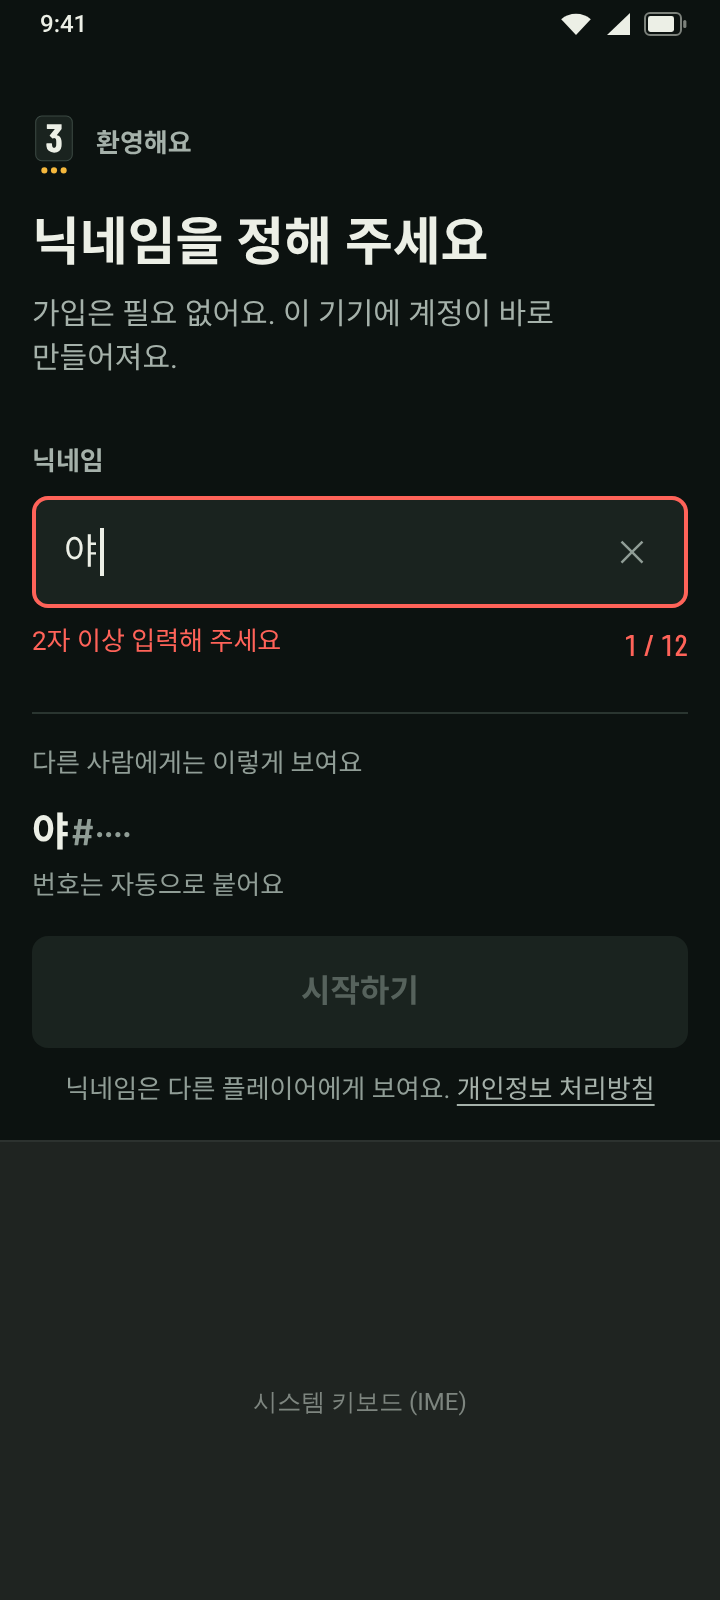 9:41
3 환영해요
닉네임을 정해 주세요
가입은 필요 없어요. 이 기기에 계정이 바로
만들어져요.
닉네임
야
2자 이상 입력해 주세요 1 / 12
다른 사람에게는 이렇게 보여요
야#····
번호는 자동으로 붙어요
시작하기
닉네임은 다른 플레이어에게 보여요. 개인정보 처리방침
시스템 키보드 (IME)